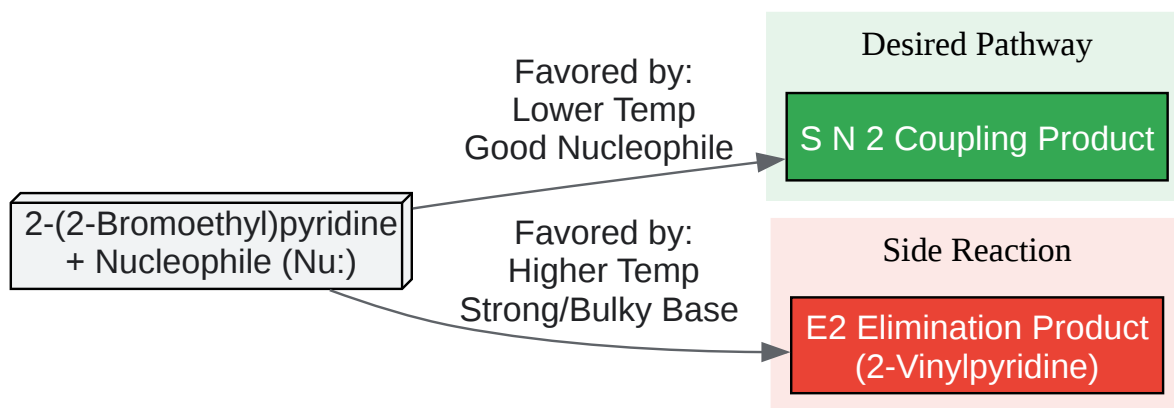 Desired Pathway
Favored by:
Lower Temp
Good Nucleophile
S N 2 Coupling Product
2-(2-Bromoethyl)pyridine
+ Nucleophile (Nu:)
Favored by:
Higher Temp
Strong/Bulky Base
Side Reaction
E2 Elimination Product
(2-Vinylpyridine)